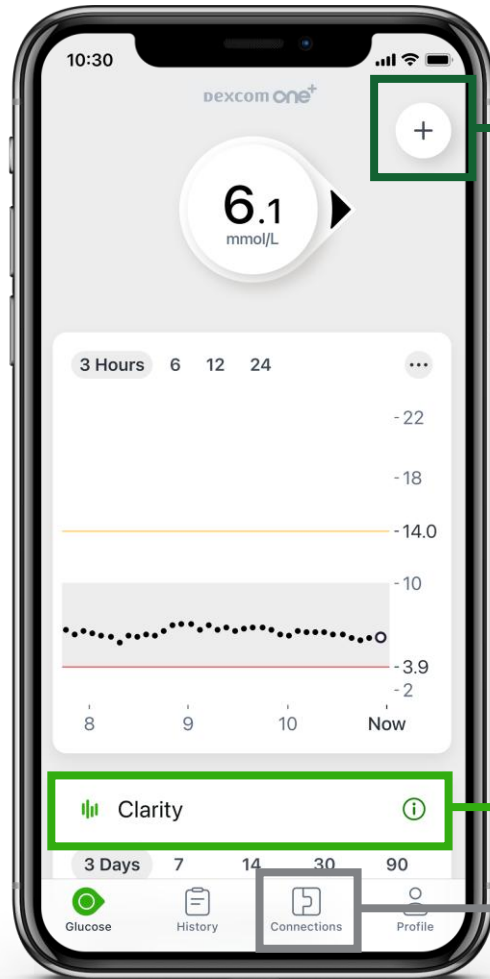 10:30
Dexcom ONE+
+
6.1
mmol/L
3 Hours 6 12 24
22
18
14.0
10
3.9
2
8 9 10 Now
Clarity
3 Days 7 14 30 90
Glucose History Connections Profile